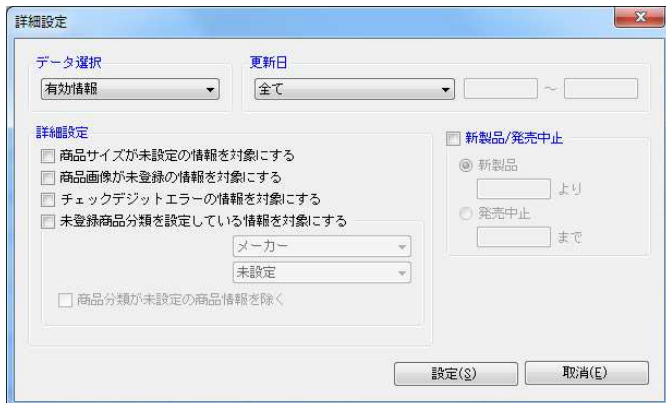 詳細設定
データ選択
有効情報
更新日
全て
～
詳細設定
商品サイズが未設定の情報を対象にする
商品画像が未登録の情報を対象にする
チェックデジットエラーの情報を対象にする
未登録商品分類を設定している情報を対象にする
メーカー
未設定
商品分類が未設定の商品情報を除く
新製品/発売中止
新製品
より
発売中止
まで
設定(S)
取消(E)